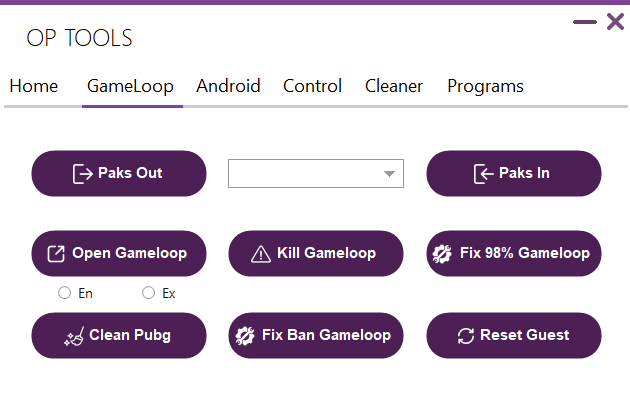 OP TOOLS
Home GameLoop Android Control Cleaner Programs
Paks Out Paks In
Open Gameloop Kill Gameloop Fix 98% Gameloop
En Ex
Clean Pubg Fix Ban Gameloop Reset Guest